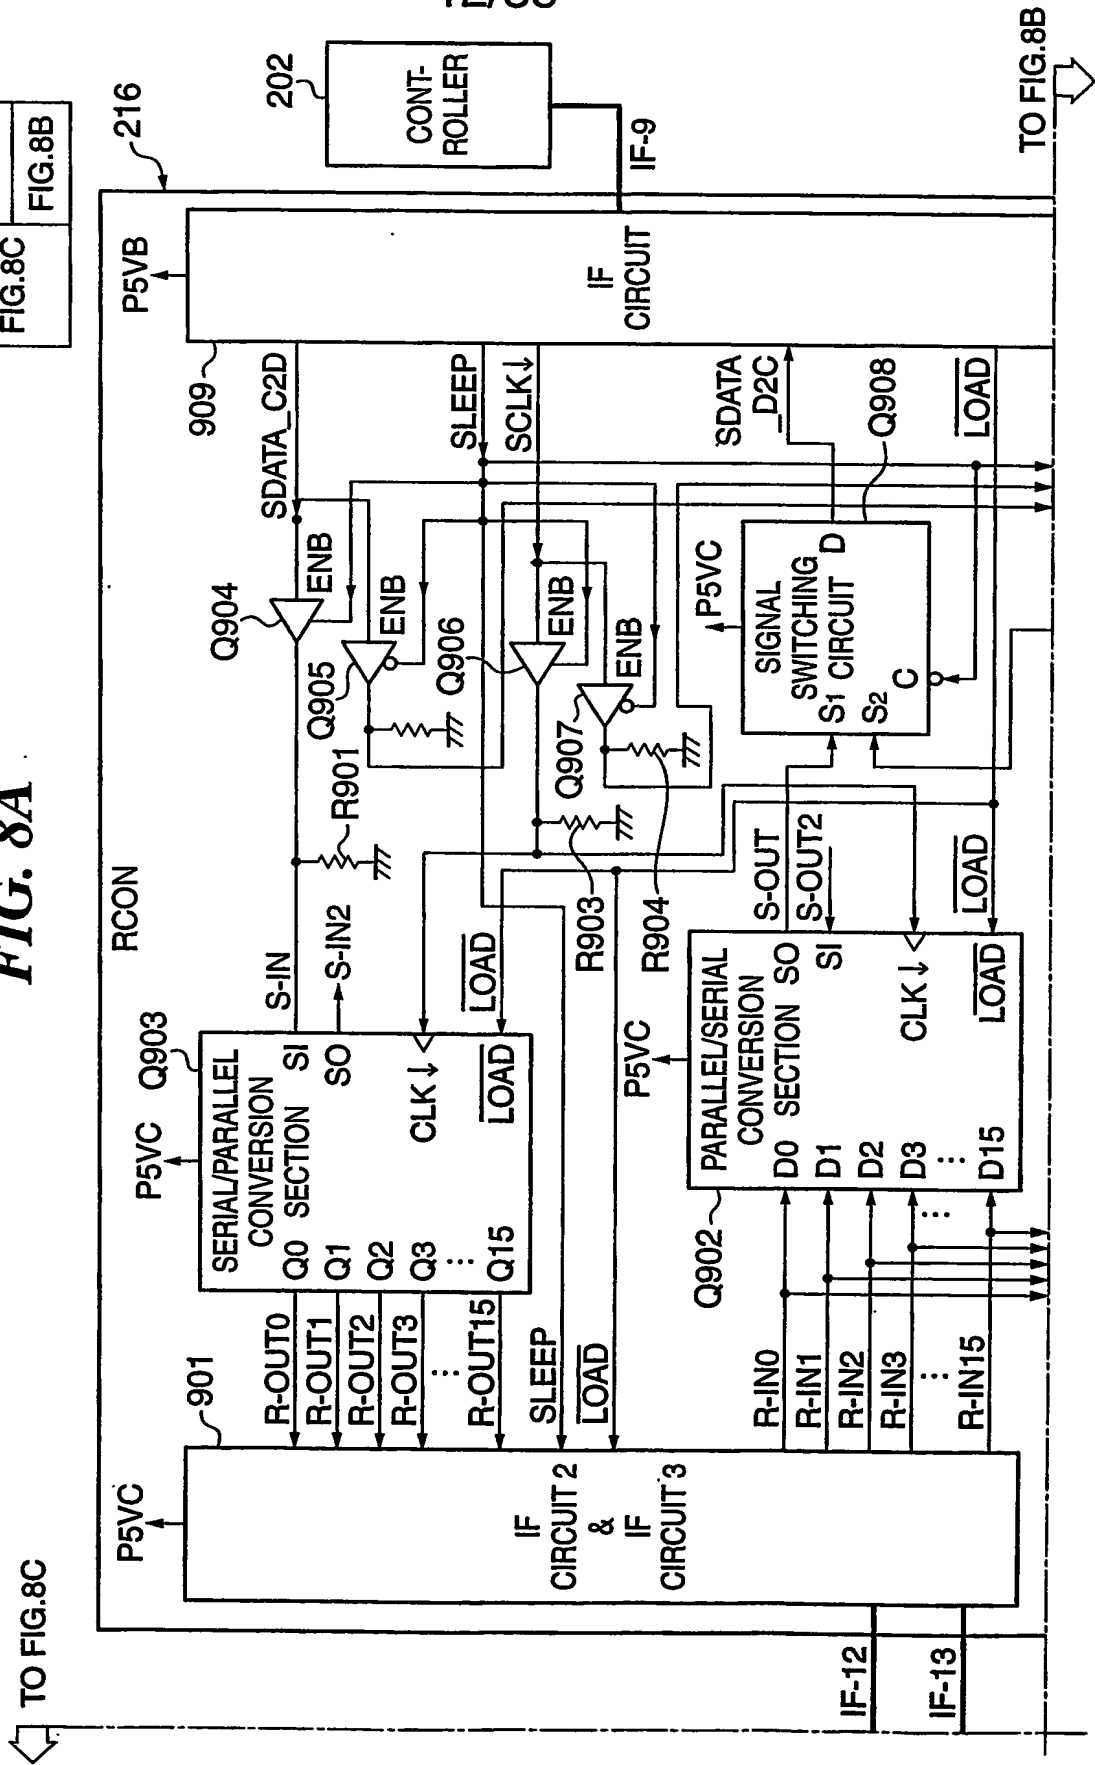 FIG. 8A
FIG.8C
FIG.8B
TO FIG.8C
TO FIG.8B
RCON
216
202
CONT-
ROLLER
IF-9
P5VB
909
IF
CIRCUIT
SDATA_C2D
SLEEP
SCLK↓
SDATA
_D2C
LOAD
Q904
ENB
Q905
ENB
Q906
ENB
Q907
ENB
R901
R903
R904
P5VC
Q908
SIGNAL
SWITCHING
CIRCUIT
D
S1
S2
C
P5VC
Q903
SERIAL/PARALLEL
CONVERSION
SECTION
SI
SO
CLK↓
LOAD
Q0
Q1
Q2
Q3
...
Q15
S-IN
S-IN2
LOAD
P5VC
Q902
PARALLEL/SERIAL
CONVERSION
SECTION
SO
SI
CLK↓
LOAD
D0
D1
D2
D3
...
D15
S-OUT
S-OUT2
LOAD
R-OUT0
R-OUT1
R-OUT2
R-OUT3
...
R-OUT15
SLEEP
LOAD
R-IN0
R-IN1
R-IN2
R-IN3
...
R-IN15
P5VC
901
IF
CIRCUIT 2
&
IF
CIRCUIT 3
IF-12
IF-13